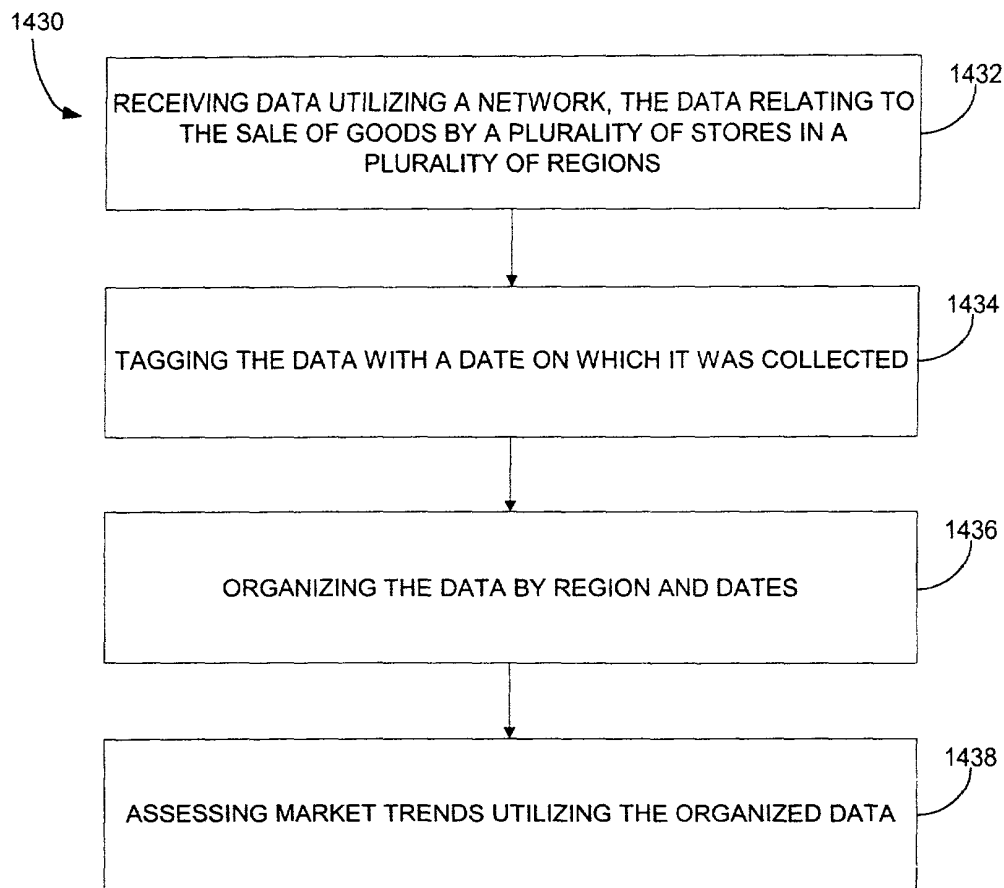 1430
1432
RECEIVING DATA UTILIZING A NETWORK, THE DATA RELATING TO
THE SALE OF GOODS BY A PLURALITY OF STORES IN A
PLURALITY OF REGIONS
1434
TAGGING THE DATA WITH A DATE ON WHICH IT WAS COLLECTED
1436
ORGANIZING THE DATA BY REGION AND DATES
1438
ASSESSING MARKET TRENDS UTILIZING THE ORGANIZED DATA